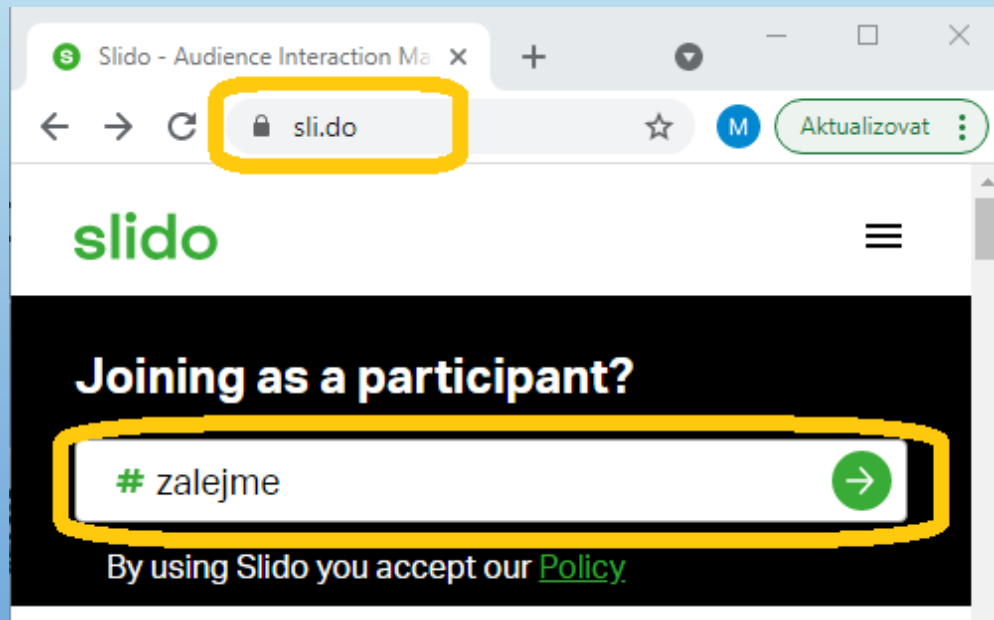 Slido - Audience Interaction Ma
sli.do
M
Aktualizovat
slido
Joining as a participant?
# zalejme
By using Slido you accept our Policy